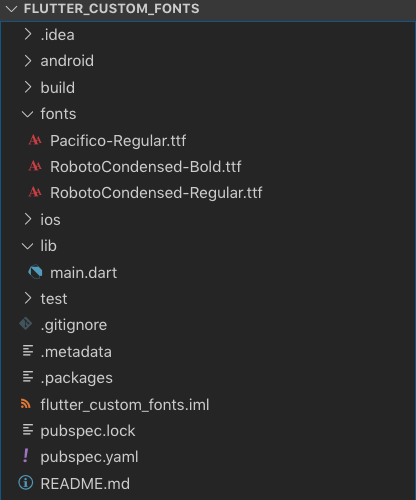 FLUTTER_CUSTOM_FONTS
.idea
android
build
fonts
Pacifico-Regular.ttf
RobotoCondensed-Bold.ttf
RobotoCondensed-Regular.ttf
ios
lib
main.dart
test
.gitignore
.metadata
.packages
flutter_custom_fonts.iml
pubspec.lock
pubspec.yaml
README.md